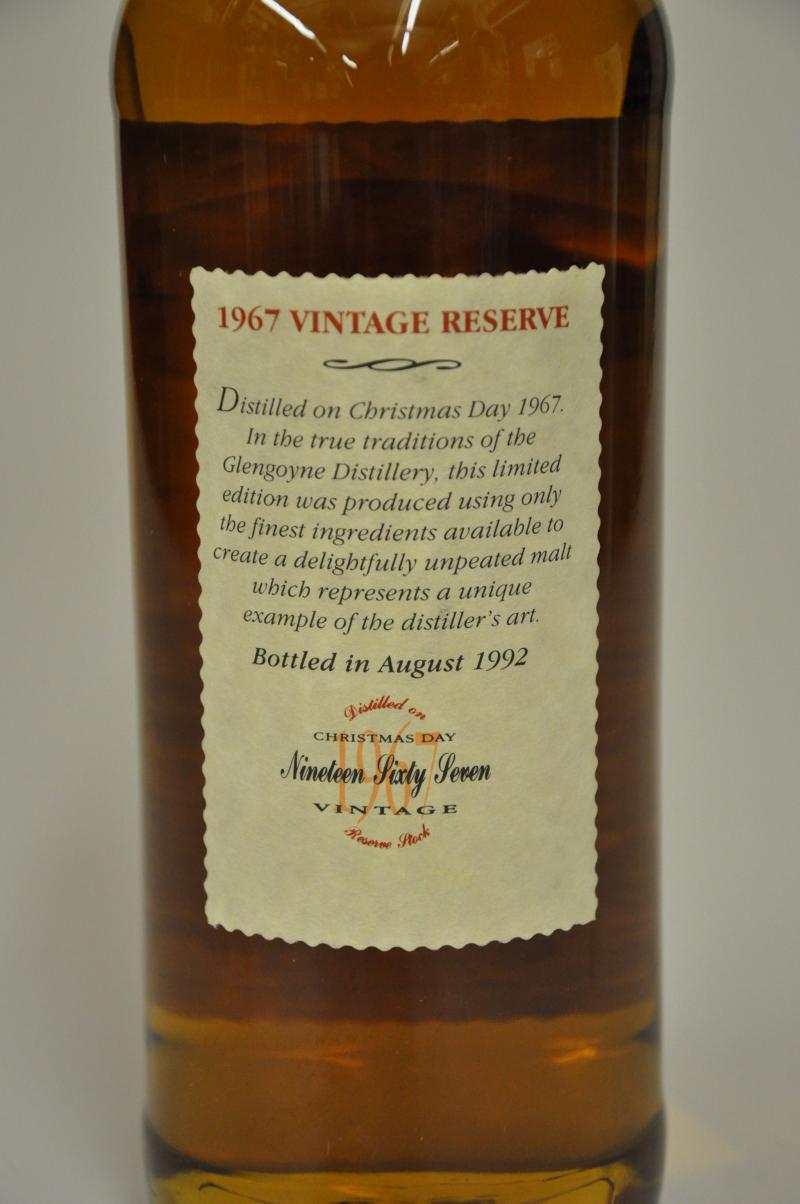 1967 VINTAGE RESERVE
Distilled on Christmas Day 1967.
In the true traditions of the
Glengoyne Distillery, this limited
edition was produced using only
the finest ingredients available to
create a delightfully unpeated malt
which represents a unique
example of the distiller's art.
Bottled in August 1992
Distilled on
CHRISTMAS DAY
1967
Nineteen Sixty Seven
VINTAGE
Reserve Stock